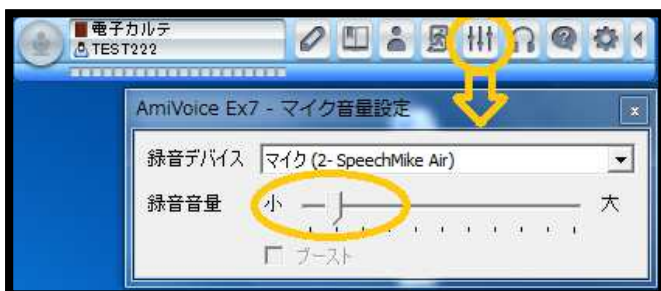 電子カルテ
TEST222
AmiVoice Ex7 - マイク音量設定
録音デバイス マイク (2- SpeechMike Air)
録音音量 小 大
ブースト